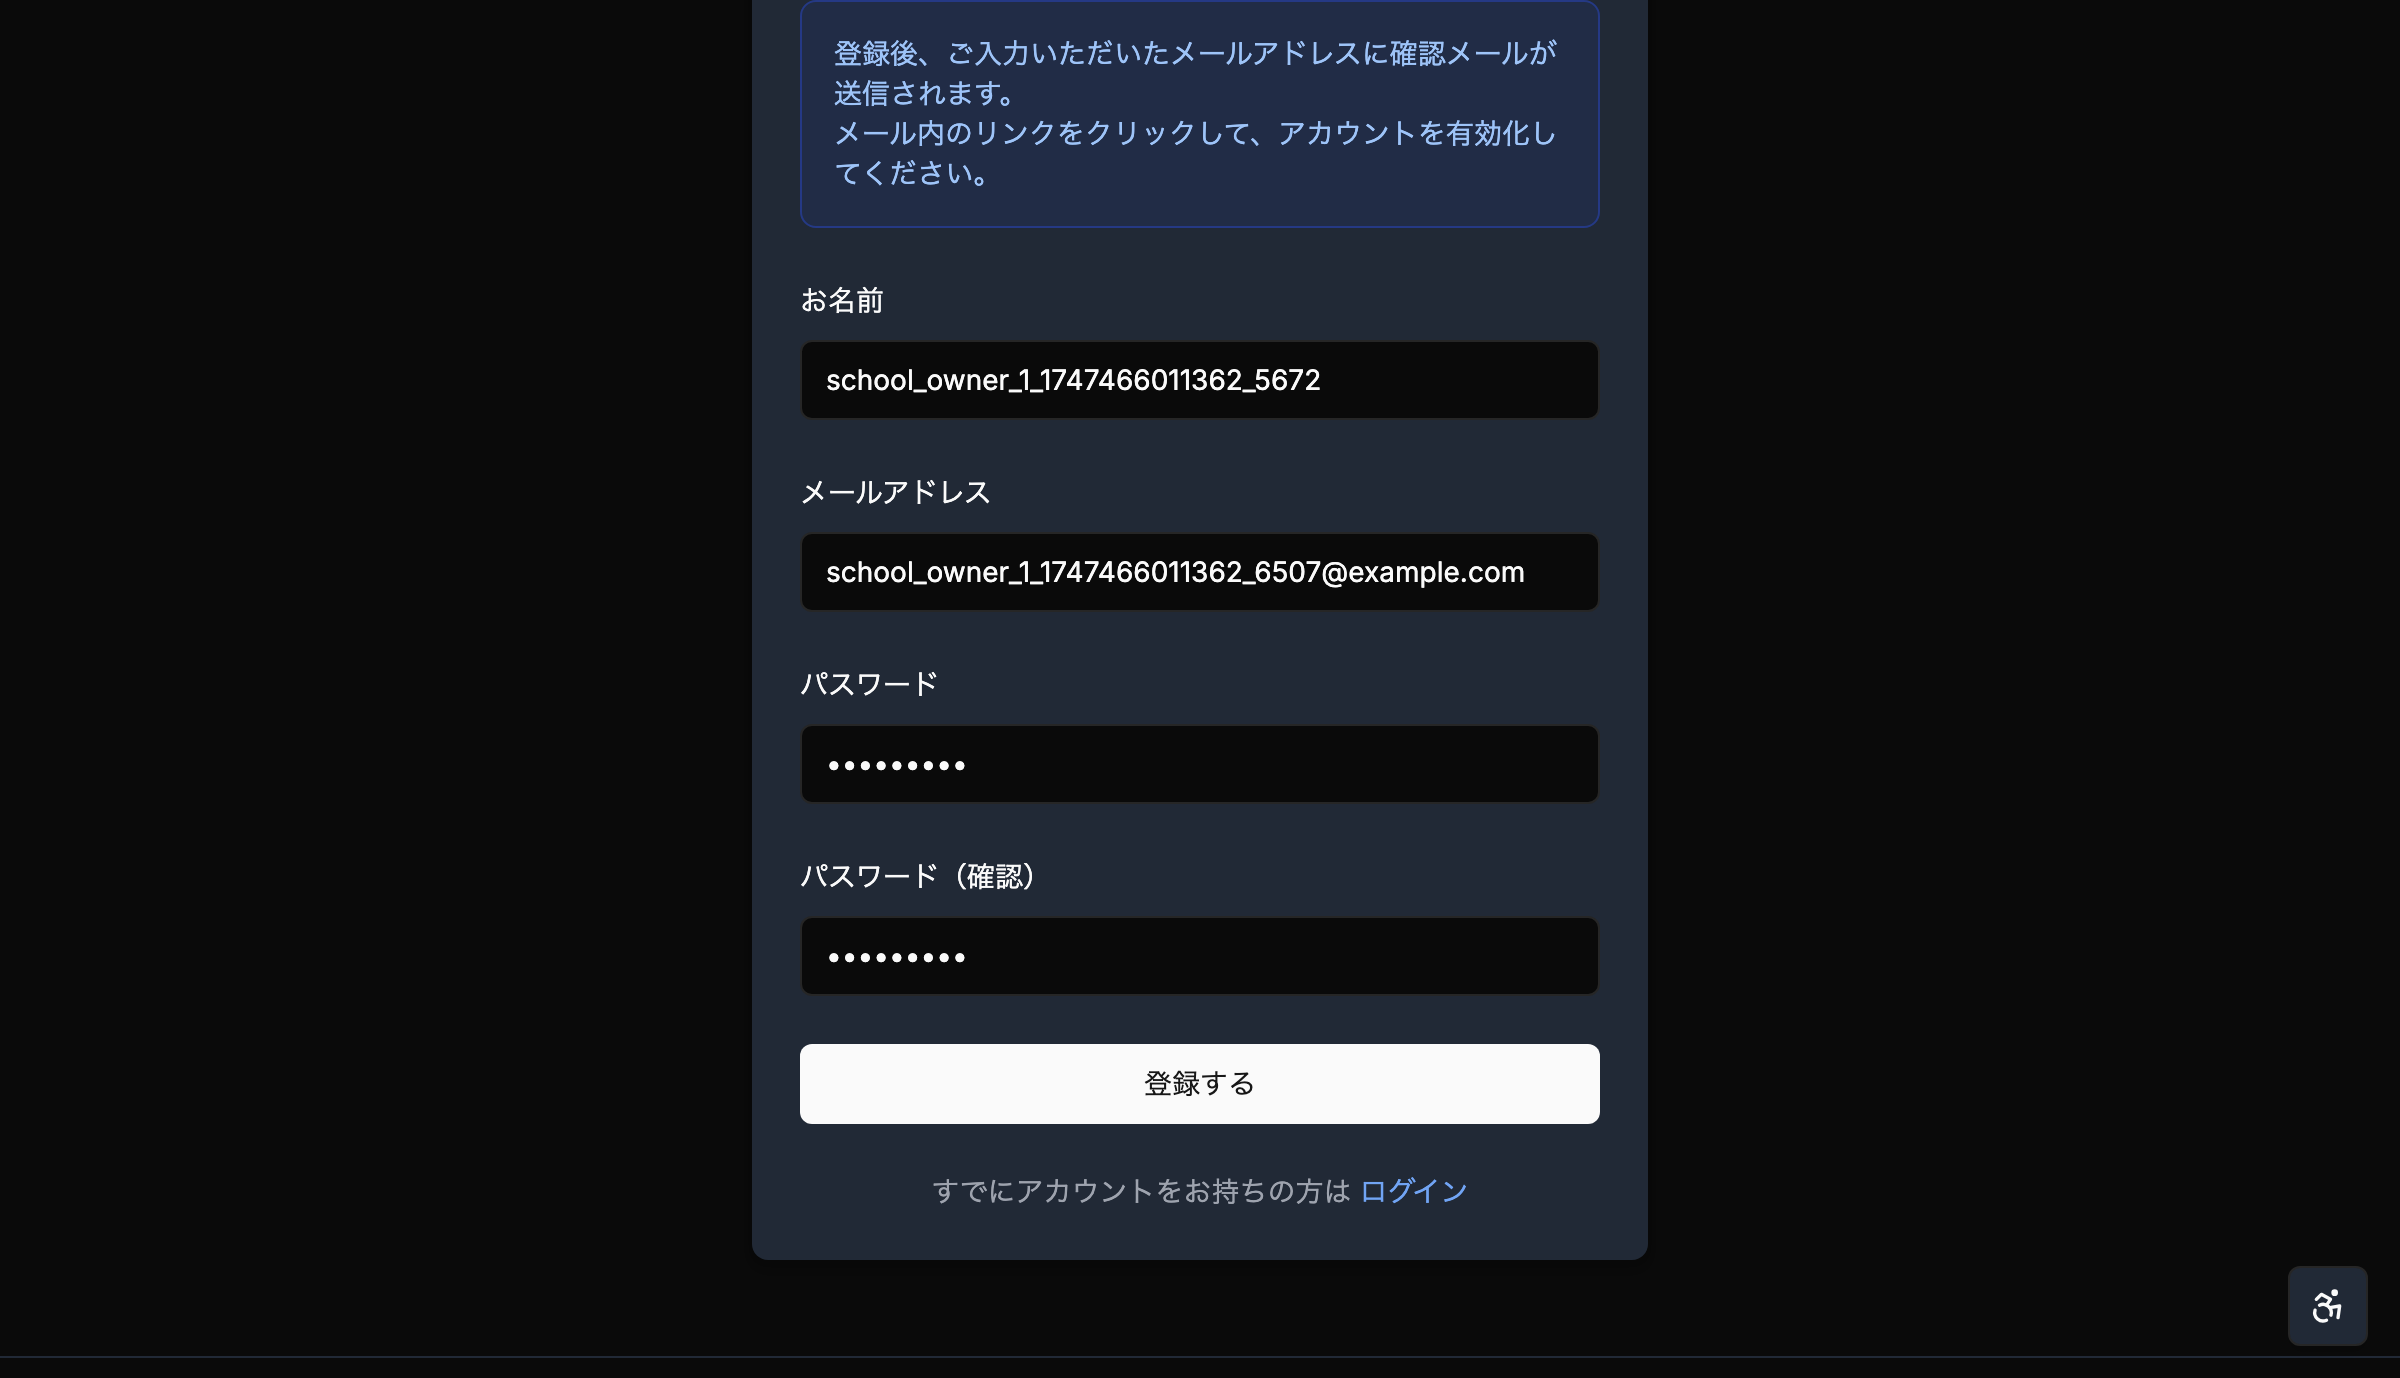 登録後、ご入力いただいたメールアドレスに確認メールが
送信されます。
メール内のリンクをクリックして、アカウントを有効化し
てください。
お名前
school_owner_1_1747466011362_5672
メールアドレス
school_owner_1_1747466011362_6507@example.com
パスワード
•••••••••
パスワード（確認）
•••••••••
登録する
すでにアカウントをお持ちの方は ログイン